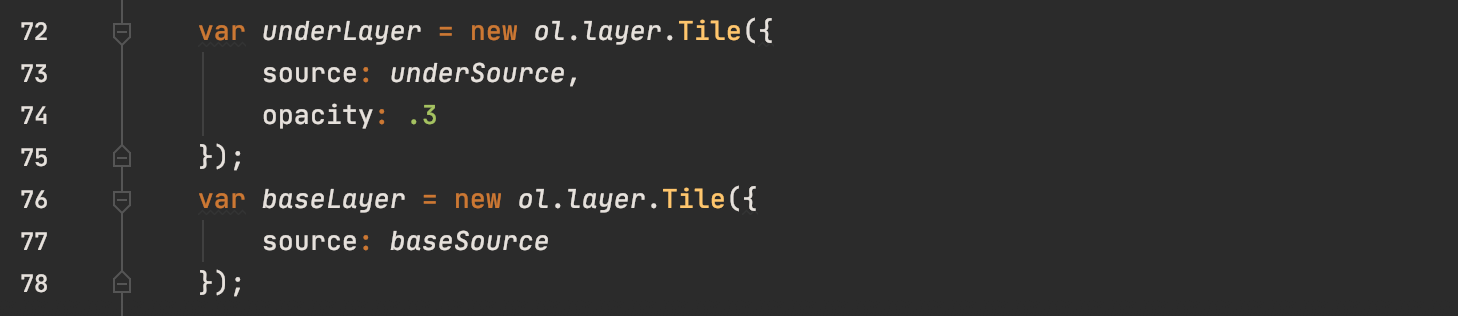 72 var underLayer = new ol.layer.Tile({
73 source: underSource,
74 opacity: .3
75 });
76 var baseLayer = new ol.layer.Tile({
77 source: baseSource
78 });